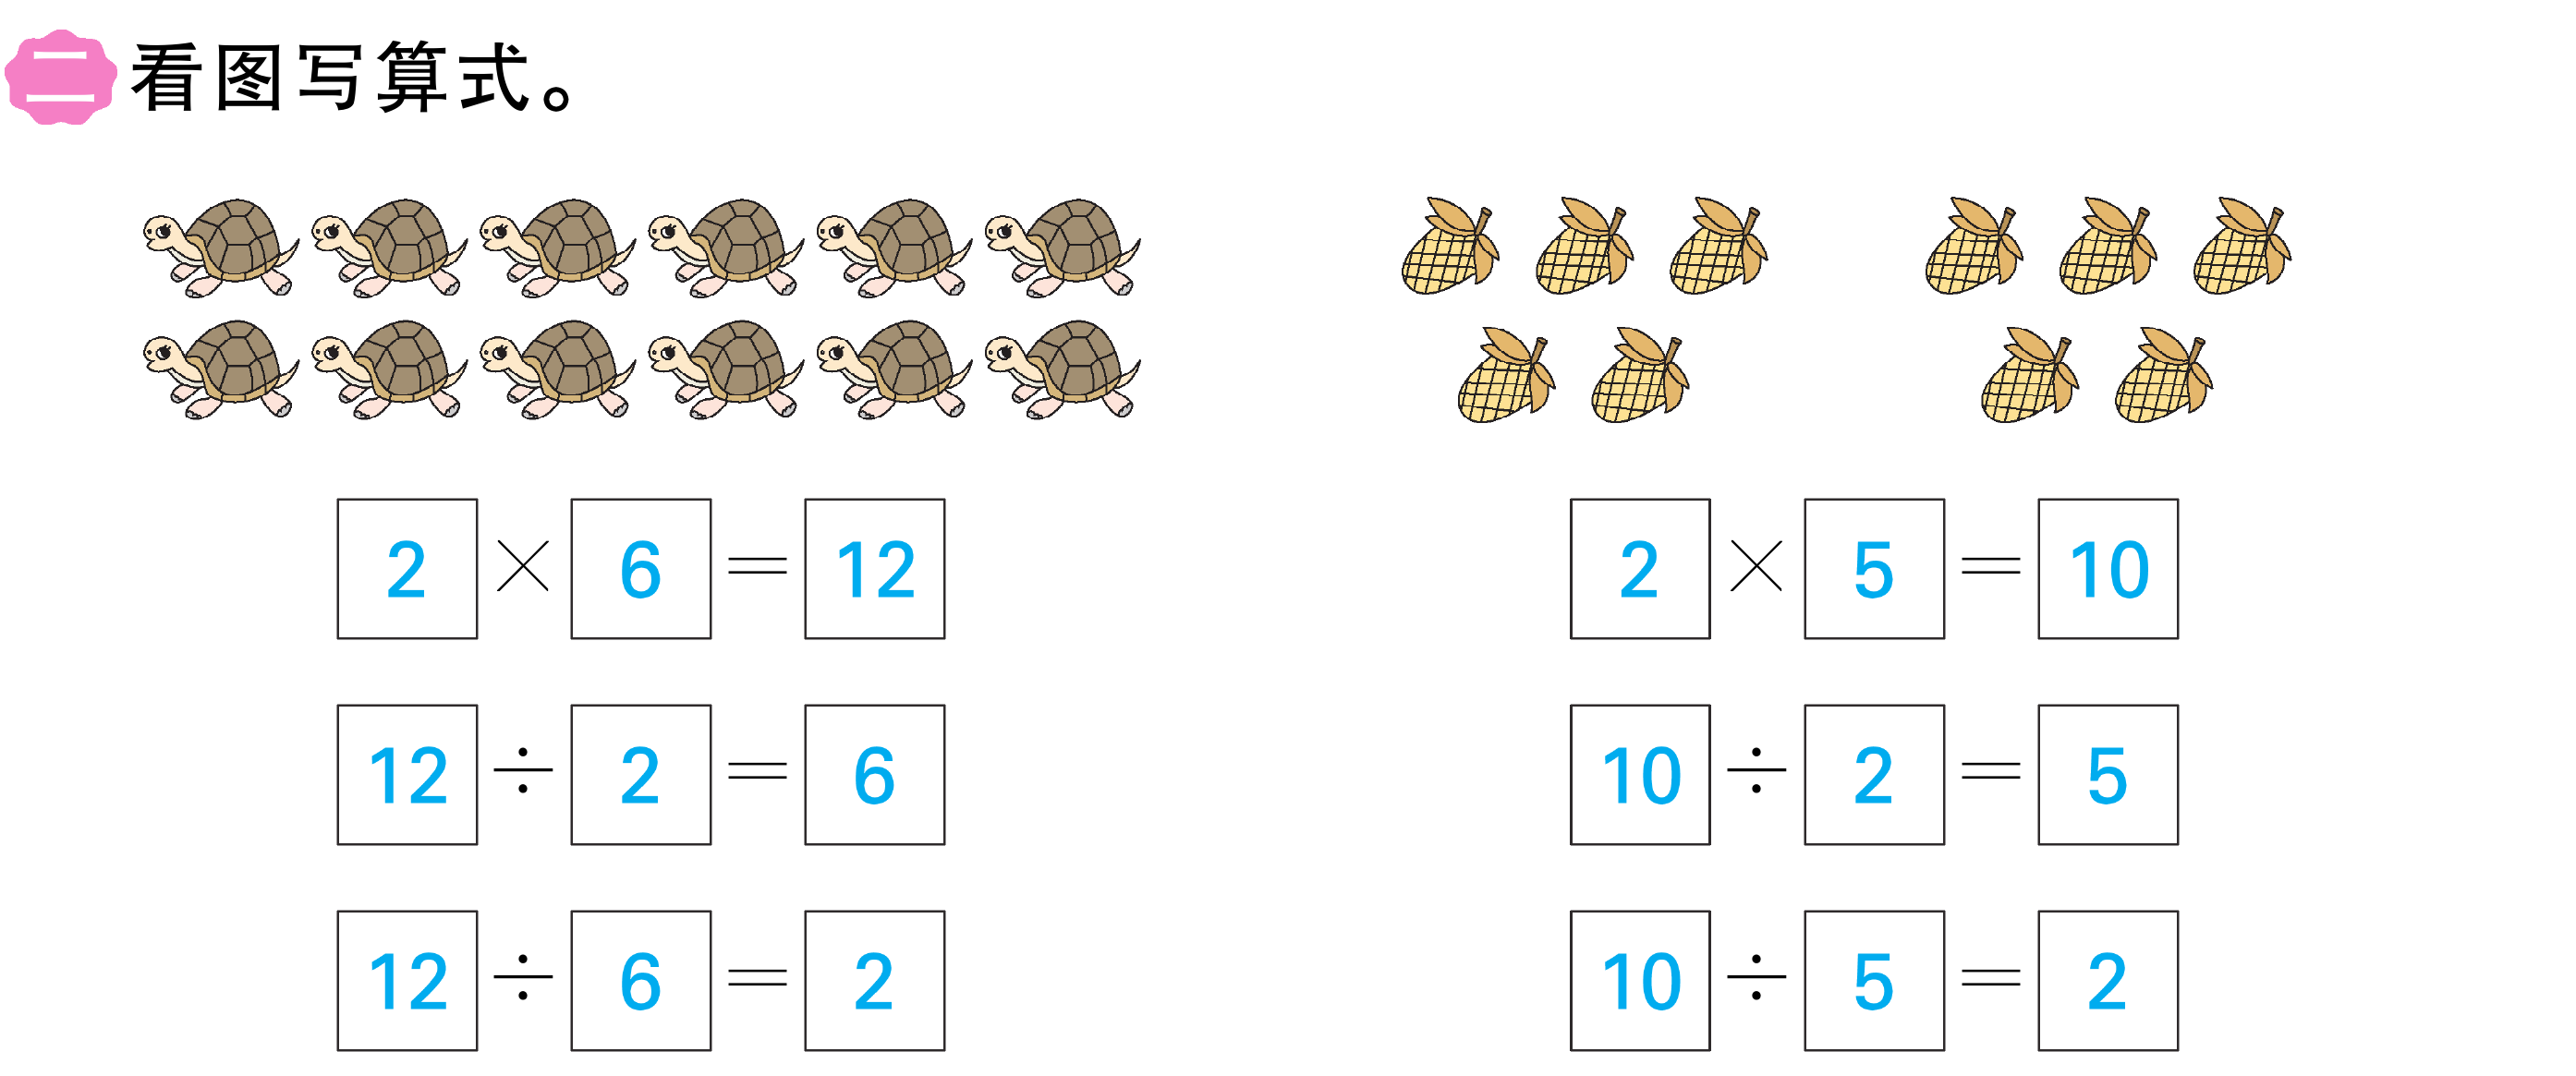 二 看图写算式。
2 × 6 = 12
12 ÷ 2 = 6
12 ÷ 6 = 2
2 × 5 = 10
10 ÷ 2 = 5
10 ÷ 5 = 2